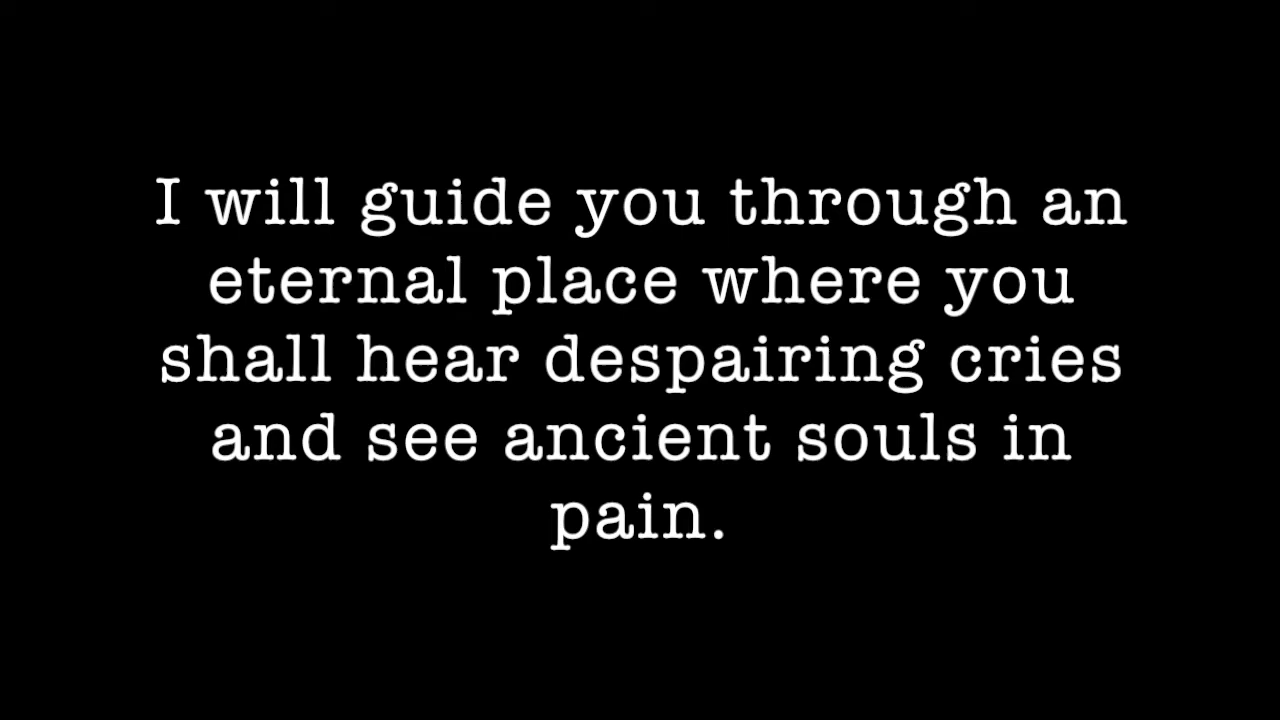 I will guide you through an
eternal place where you
shall hear despairing cries
and see ancient souls in
pain.